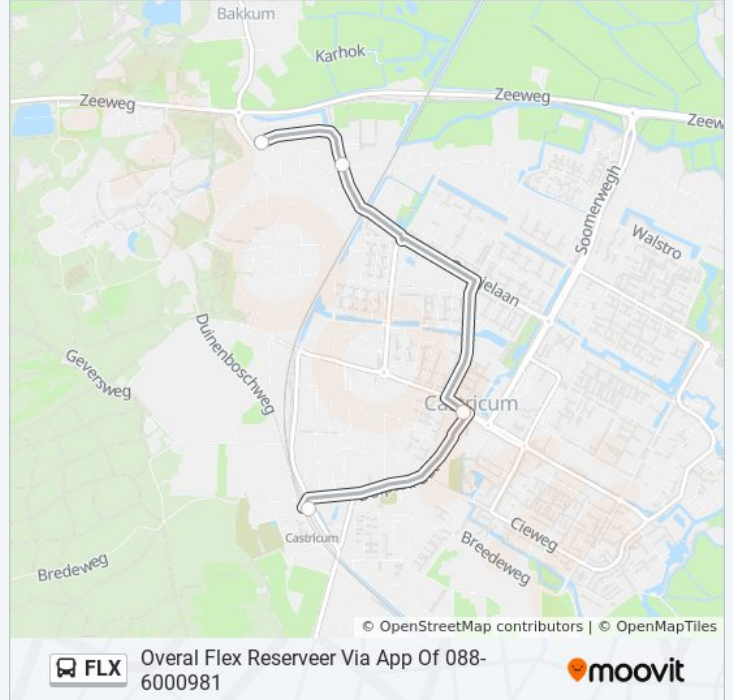 Bakkum
Karhok
Zeeweg
Zeeweg
Zeew
Soomerwegh
Walstro
elaan
Duinenboschweg
Geversweg
Castricum
Castricum
Cieweg
Breedeweg
Bredeweg
© OpenStreetMap contributors | © OpenMapTiles
FLX
Overal Flex Reserveer Via App Of 088-
6000981
moovit